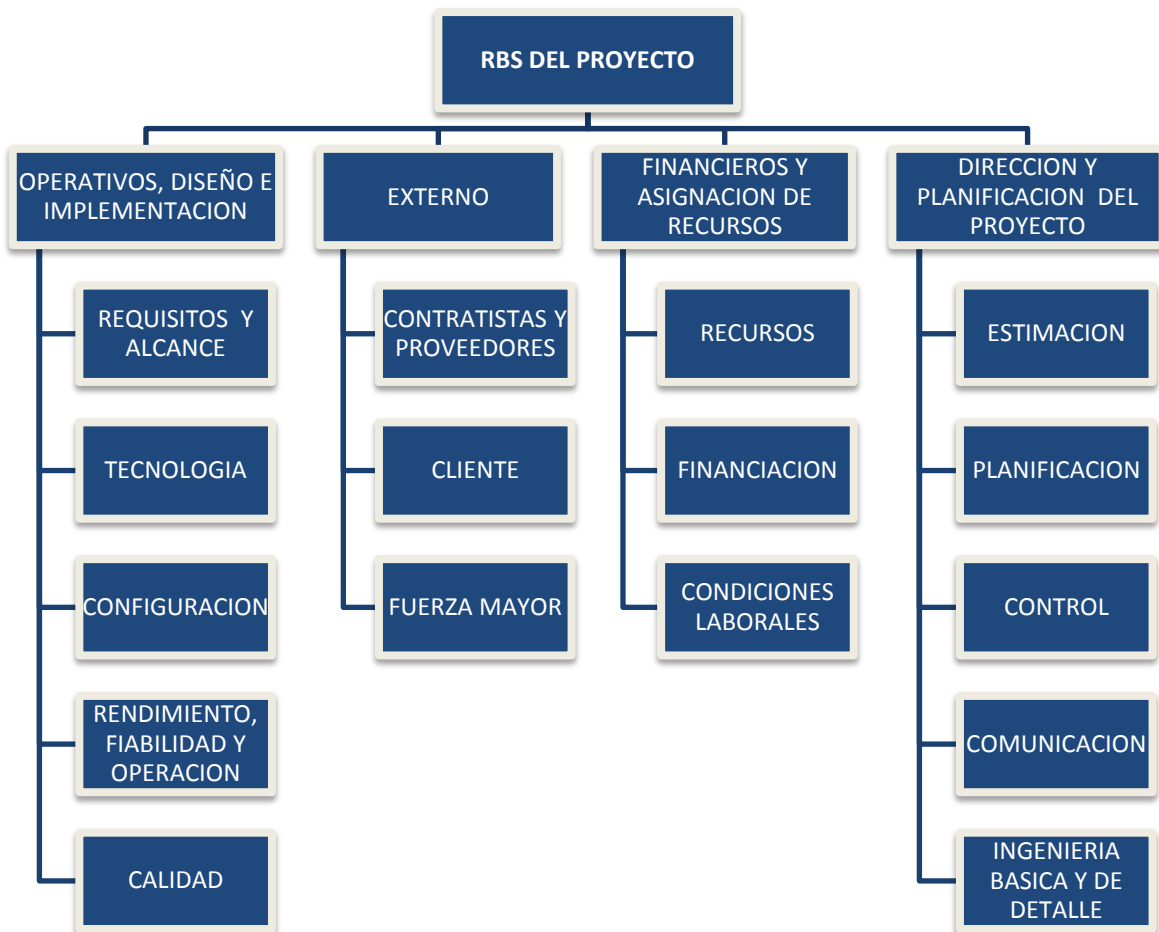 RBS DEL PROYECTO
OPERATIVOS, DISEÑO E
IMPLEMENTACION
REQUISITOS Y
ALCANCE
TECNOLOGIA
CONFIGURACION
RENDIMIENTO,
FIABILIDAD Y
OPERACION
CALIDAD
EXTERNO
CONTRATISTAS Y
PROVEEDORES
CLIENTE
FUERZA MAYOR
FINANCIEROS Y
ASIGNACION DE
RECURSOS
RECURSOS
FINANCIACION
CONDICIONES
LABORALES
DIRECCION Y
PLANIFICACION DEL
PROYECTO
ESTIMACION
PLANIFICACION
CONTROL
COMUNICACION
INGENIERIA
BASICA Y DE
DETALLE